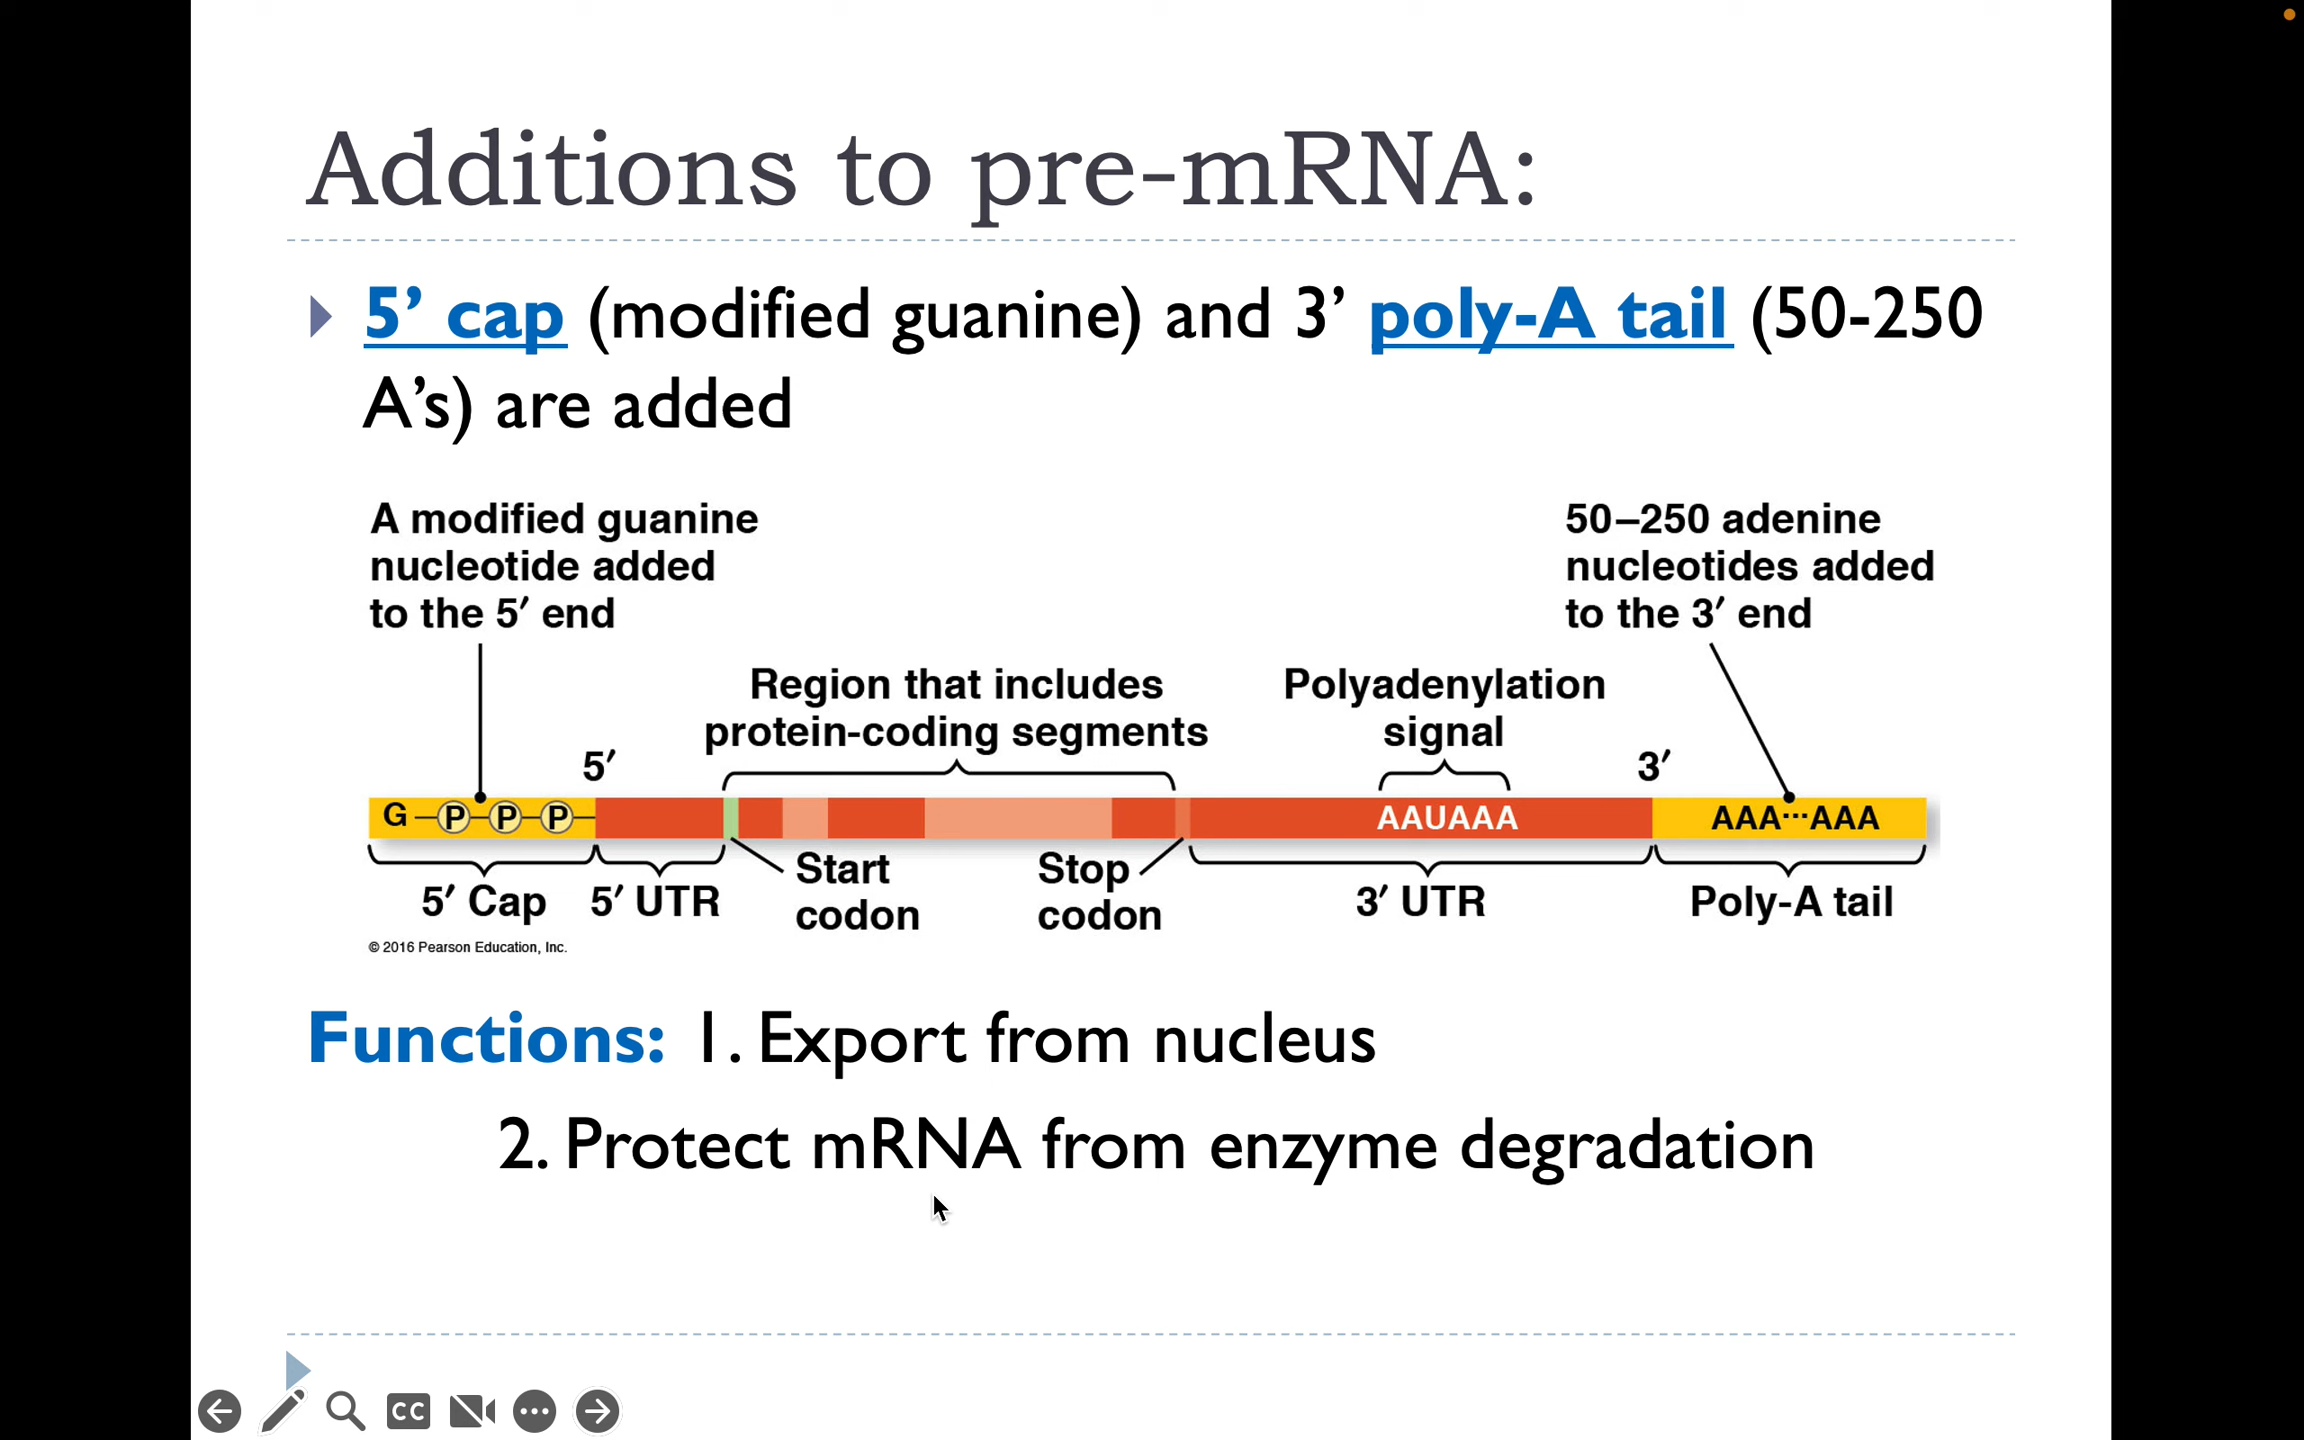 Additions to pre-mRNA:
5’ cap (modified guanine) and 3’ poly-A tail (50-250
A’s) are added
A modified guanine
nucleotide added
to the 5′ end
50–250 adenine
nucleotides added
to the 3′ end
Region that includes
protein-coding segments
Polyadenylation
signal
5′
3′
G P P P
AAUAAA
AAA···AAA
5′ Cap
5′ UTR
Start
codon
Stop
codon
3′ UTR
Poly-A tail
© 2016 Pearson Education, Inc.
Functions: 1. Export from nucleus
2. Protect mRNA from enzyme degradation
CC